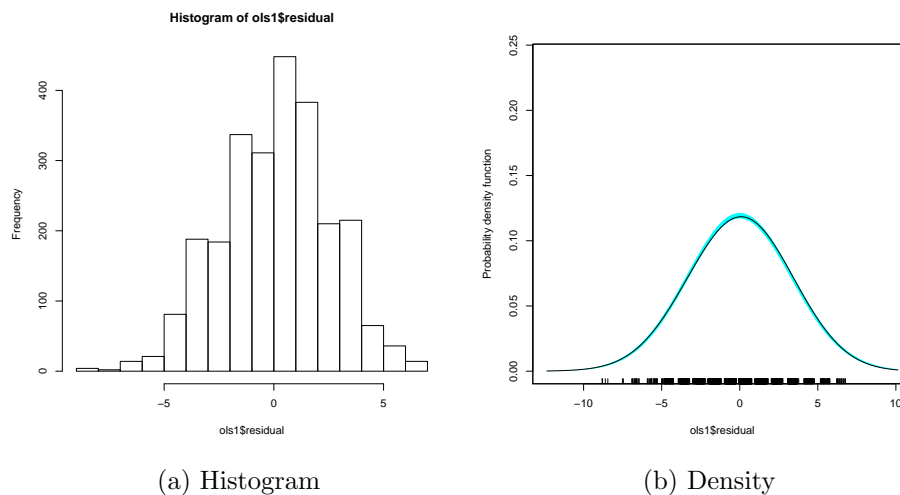 Histogram of ols1$residual
Frequency
0
100
200
300
400
−5
0
5
ols1$residual
(a) Histogram
Probability density function
0.00
0.05
0.10
0.15
0.20
0.25
−10
−5
0
5
10
ols1$residual
(b) Density